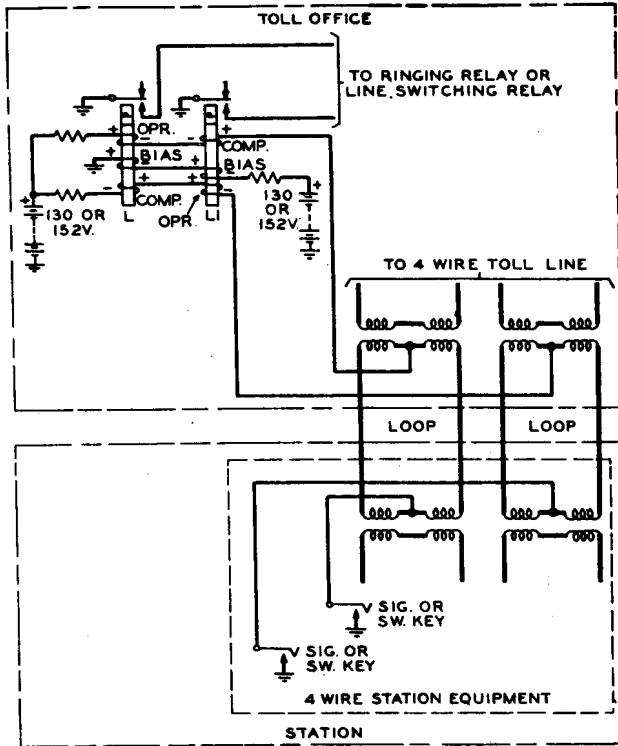 TOLL OFFICE
TO RINGING RELAY OR
LINE, SWITCHING RELAY
OPR.
COMP.
BIAS
BIAS
COMP.
OPR.
L
L1
130 OR
152V.
130
OR
152V.
TO 4 WIRE TOLL LINE
LOOP
LOOP
SIG. OR
SW. KEY
SIG. OR
SW. KEY
4 WIRE STATION EQUIPMENT
STATION